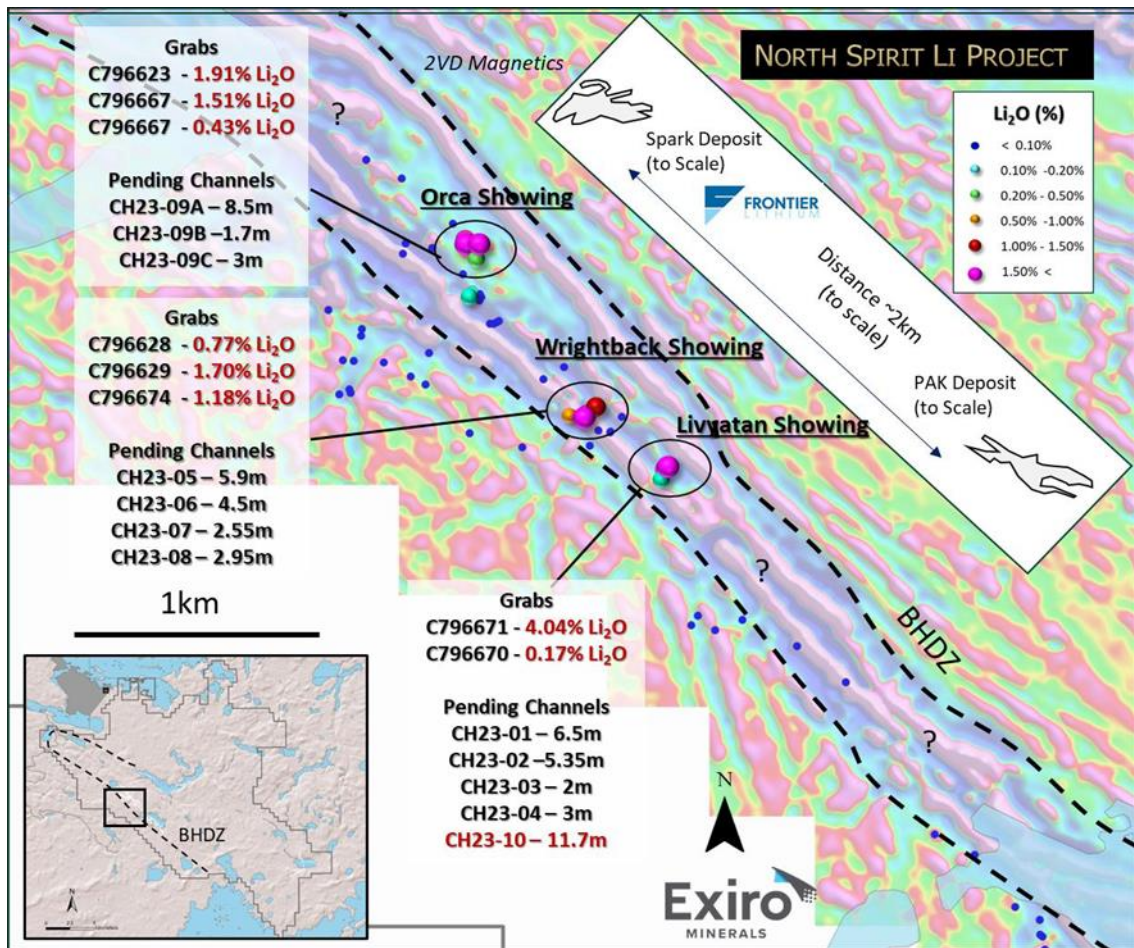 Grabs
C796623 - 1.91% Li₂O
C796667 - 1.51% Li₂O
C796667 - 0.43% Li₂O
Pending Channels
CH23-09A – 8.5m
CH23-09B –1.7m
CH23-09C – 3m
Grabs
C796628 - 0.77% Li₂O
C796629 - 1.70% Li₂O
C796674 - 1.18% Li₂O
Pending Channels
CH23-05 – 5.9m
CH23-06 – 4.5m
CH23-07 – 2.55m
CH23-08 – 2.95m
1km
2VD Magnetics
?
Orca Showing
Wrightback Showing
Livyatan Showing
NORTH SPIRIT LI PROJECT
Spark Deposit
(to Scale)
FRONTIER
LITHIUM
Distance ~2km
(to scale)
PAK Deposit
(to Scale)
Li₂O (%)
< 0.10%
0.10% -0.20%
0.20% - 0.50%
0.50% -1.00%
1.00% - 1.50%
1.50% <
?
BHDZ
?
Grabs
C796671 - 4.04% Li₂O
C796670 - 0.17% Li₂O
Pending Channels
CH23-01 – 6.5m
CH23-02 –5.35m
CH23-03 – 2m
CH23-04 – 3m
CH23-10 – 11.7m
N
Exiro
MINERALS
BHDZ
N